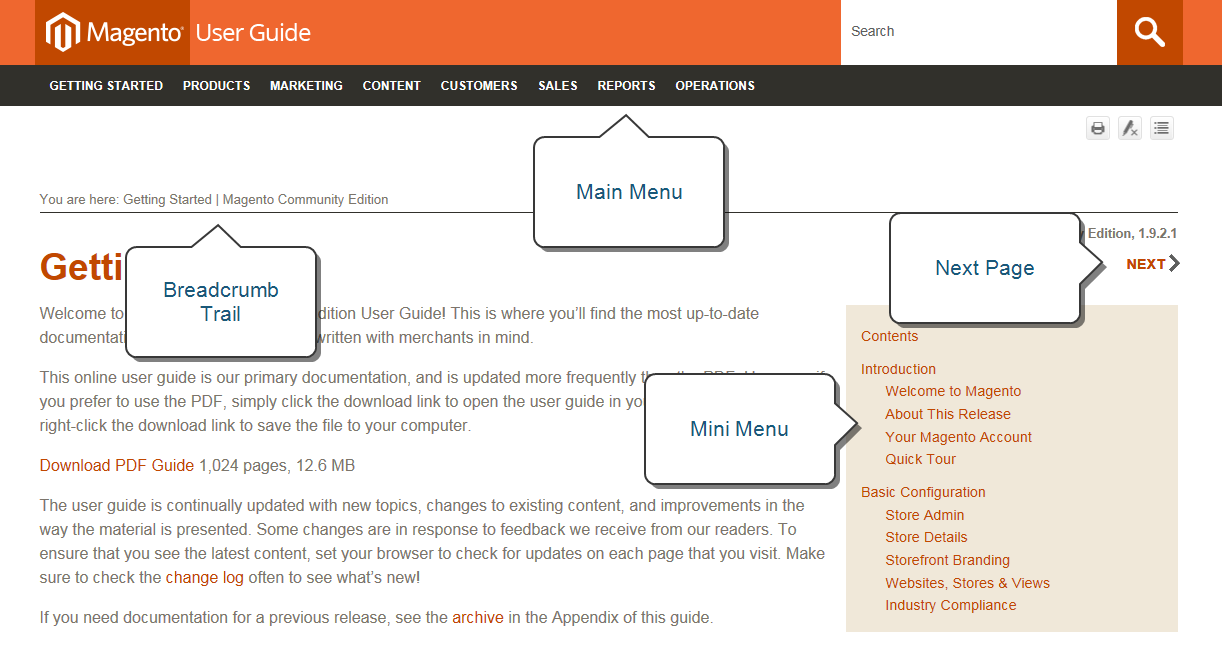 Magento User Guide
Search
GETTING STARTED PRODUCTS MARKETING CONTENT CUSTOMERS SALES REPORTS OPERATIONS
Main Menu
You are here: Getting Started | Magento Community Edition
Edition, 1.9.2.1
Next Page
NEXT
Getti
Breadcrumb
Trail
Welcome to dition User Guide! This is where you'll find the most up-to-date
documentati written with merchants in mind.
This online user guide is our primary documentation, and is updated more frequently
you prefer to use the PDF, simply click the download link to open the user guide in yo
right-click the download link to save the file to your computer.
Mini Menu
Download PDF Guide 1,024 pages, 12.6 MB
The user guide is continually updated with new topics, changes to existing content, and improvements in the
way the material is presented. Some changes are in response to feedback we receive from our readers. To
ensure that you see the latest content, set your browser to check for updates on each page that you visit. Make
sure to check the change log often to see what's new!
If you need documentation for a previous release, see the archive in the Appendix of this guide.
Contents
Introduction
Welcome to Magento
About This Release
Your Magento Account
Quick Tour
Basic Configuration
Store Admin
Store Details
Storefront Branding
Websites, Stores & Views
Industry Compliance